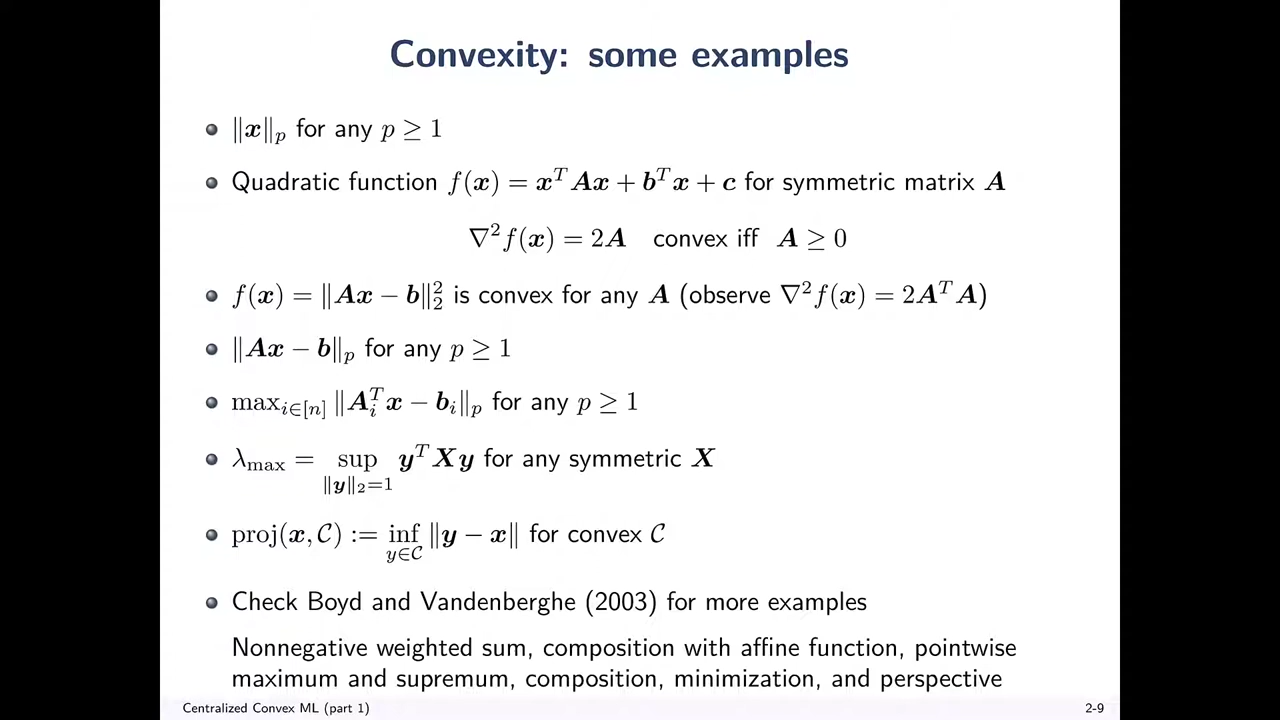 Convexity: some examples
• ‖x‖_p for any p ≥ 1
• Quadratic function f(x) = x^T Ax + b^T x + c for symmetric matrix A
∇²f(x) = 2A convex iff A ≥ 0
• f(x) = ‖Ax − b‖₂² is convex for any A (observe ∇²f(x) = 2A^T A)
• ‖Ax − b‖_p for any p ≥ 1
• max_{i∈[n]} ‖A_i^T x − b_i‖_p for any p ≥ 1
• λ_max = sup_{‖y‖₂=1} y^T Xy for any symmetric X
• proj(x, C) := inf_{y∈C} ‖y − x‖ for convex C
• Check Boyd and Vandenberghe (2003) for more examples
Nonnegative weighted sum, composition with affine function, pointwise
maximum and supremum, composition, minimization, and perspective
Centralized Convex ML (part 1) 2-9